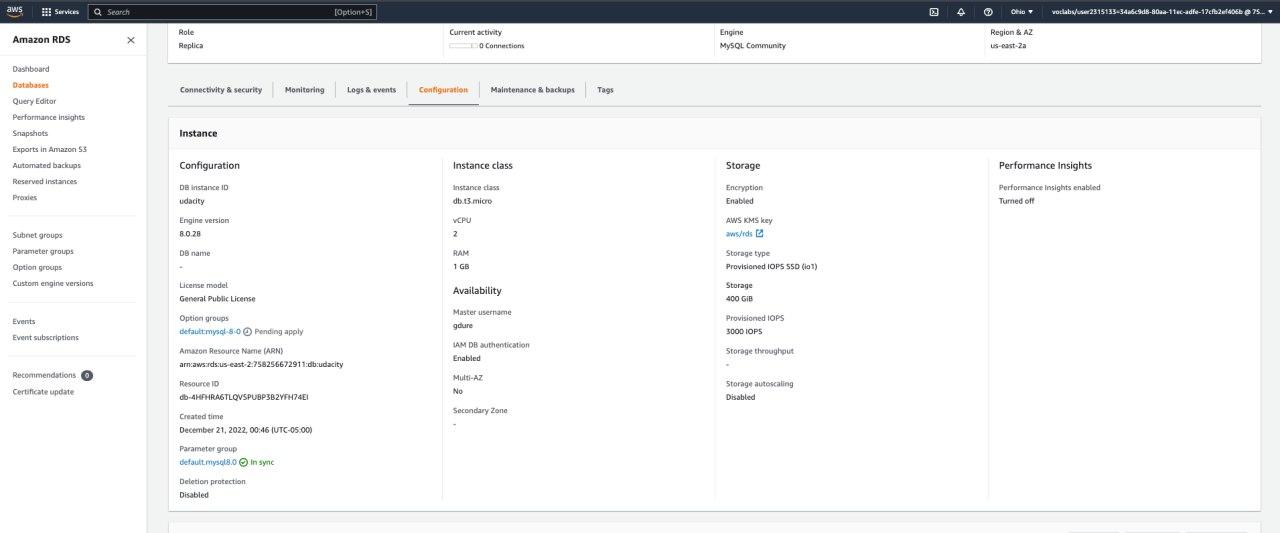 aws
Services
Search
[Option+S]
Ohio ▼
voclabs/user2315133=34a6c9d8-80aa-11ec-adfe-17cfb2ef406b @ 75... ▼
Amazon RDS
Dashboard
Databases
Query Editor
Performance insights
Snapshots
Exports in Amazon S3
Automated backups
Reserved instances
Proxies
Subnet groups
Parameter groups
Option groups
Custom engine versions
Events
Event subscriptions
Recommendations 0
Certificate update
Role
Replica
Current activity
0 Connections
Engine
MySQL Community
Region & AZ
us-east-2a
Connectivity & security
Monitoring
Logs & events
Configuration
Maintenance & backups
Tags
Instance
Configuration
DB instance ID
udacity
Engine version
8.0.28
DB name
-
License model
General Public License
Option groups
default:mysql-8-0 Pending apply
Amazon Resource Name (ARN)
arn:aws:rds:us-east-2:758256672911:db:udacity
Resource ID
db-4HFHRA6TLQVSPUBP3B2YFH74EI
Created time
December 21, 2022, 00:46 (UTC-05:00)
Parameter group
default.mysql8.0 In sync
Deletion protection
Disabled
Instance class
Instance class
db.t3.micro
vCPU
2
RAM
1 GB
Availability
Master username
gdure
IAM DB authentication
Enabled
Multi-AZ
No
Secondary Zone
-
Storage
Encryption
Enabled
AWS KMS key
aws/rds
Storage type
Provisioned IOPS SSD (io1)
Storage
400 GiB
Provisioned IOPS
3000 IOPS
Storage throughput
-
Storage autoscaling
Disabled
Performance Insights
Performance Insights enabled
Turned off